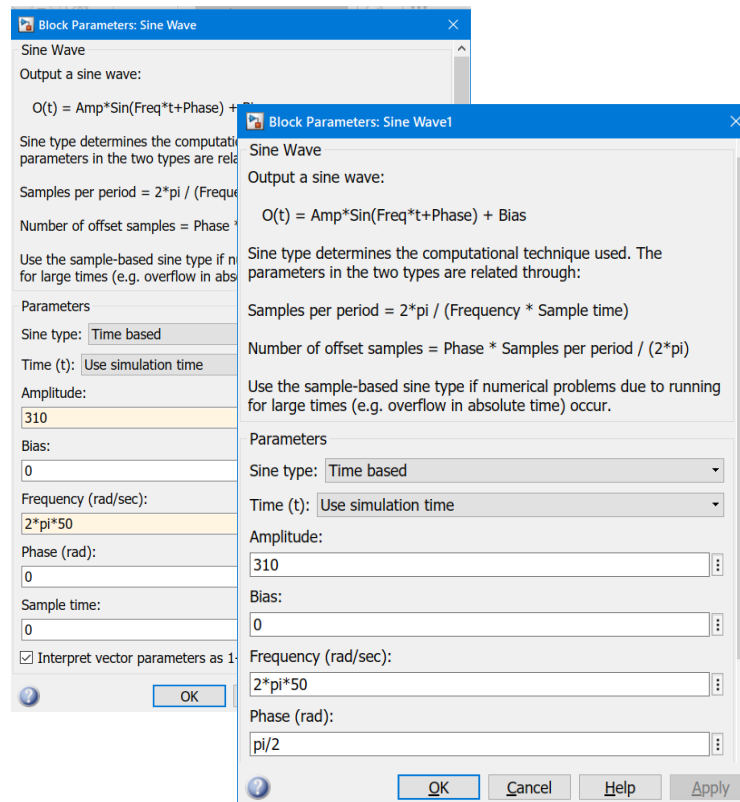 Block Parameters: Sine Wave
Sine Wave
Output a sine wave:
O(t) = Amp*Sin(Freq*t+Phase) +
Sine type determines the
parameters in the two types are
Samples per period = 2*pi /
Number of offset samples = Phase
Use the sample-based sine type if
for large times (e.g. overflow in
Parameters
Sine type: Time based
Time (t): Use simulation time
Amplitude:
310
Bias:
0
Frequency (rad/sec):
2*pi*50
Phase (rad):
0
Sample time:
0
Interpret vector parameters as
OK
Block Parameters: Sine Wave1
Sine Wave
Output a sine wave:
O(t) = Amp*Sin(Freq*t+Phase) + Bias
Sine type determines the computational technique used. The
parameters in the two types are related through:
Samples per period = 2*pi / (Frequency * Sample time)
Number of offset samples = Phase * Samples per period / (2*pi)
Use the sample-based sine type if numerical problems due to running
for large times (e.g. overflow in absolute time) occur.
Parameters
Sine type: Time based
Time (t): Use simulation time
Amplitude:
310
Bias:
0
Frequency (rad/sec):
2*pi*50
Phase (rad):
pi/2
OK Cancel Help Apply